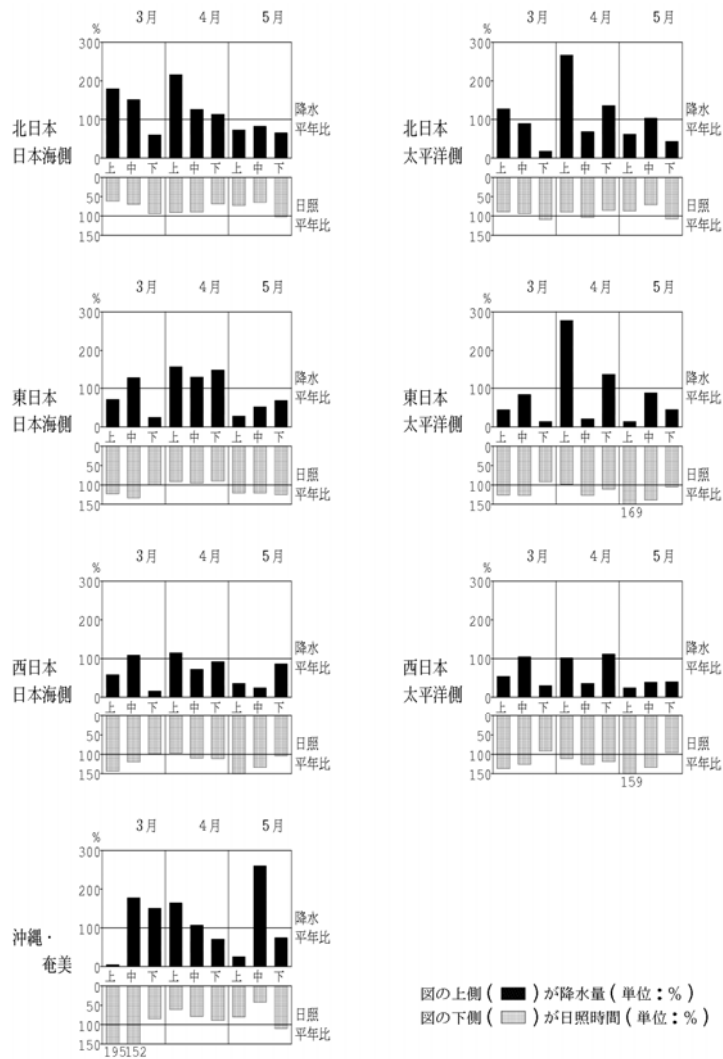 3月 4月 5月
%
300
200
100
0
降水
平年比
北日本
日本海側
上 中 下 上 中 下 上 中 下
0
50
100
150
日照
平年比
3月 4月 5月
%
300
200
100
0
降水
平年比
北日本
太平洋側
上 中 下 上 中 下 上 中 下
0
50
100
150
日照
平年比
3月 4月 5月
%
300
200
100
0
降水
平年比
東日本
日本海側
上 中 下 上 中 下 上 中 下
0
50
100
150
日照
平年比
3月 4月 5月
%
300
200
100
0
降水
平年比
東日本
太平洋側
上 中 下 上 中 下 上 中 下
0
50
100
150
日照
平年比
169
3月 4月 5月
%
300
200
100
0
降水
平年比
西日本
日本海側
上 中 下 上 中 下 上 中 下
0
50
100
150
日照
平年比
3月 4月 5月
%
300
200
100
0
降水
平年比
西日本
太平洋側
上 中 下 上 中 下 上 中 下
0
50
100
150
日照
平年比
159
3月 4月 5月
%
300
200
100
0
降水
平年比
沖縄・
奄美
上 中 下 上 中 下 上 中 下
0
50
100
150
日照
平年比
195152
図の上側(■)が降水量(単位:%)
図の下側( )が日照時間(単位:%)